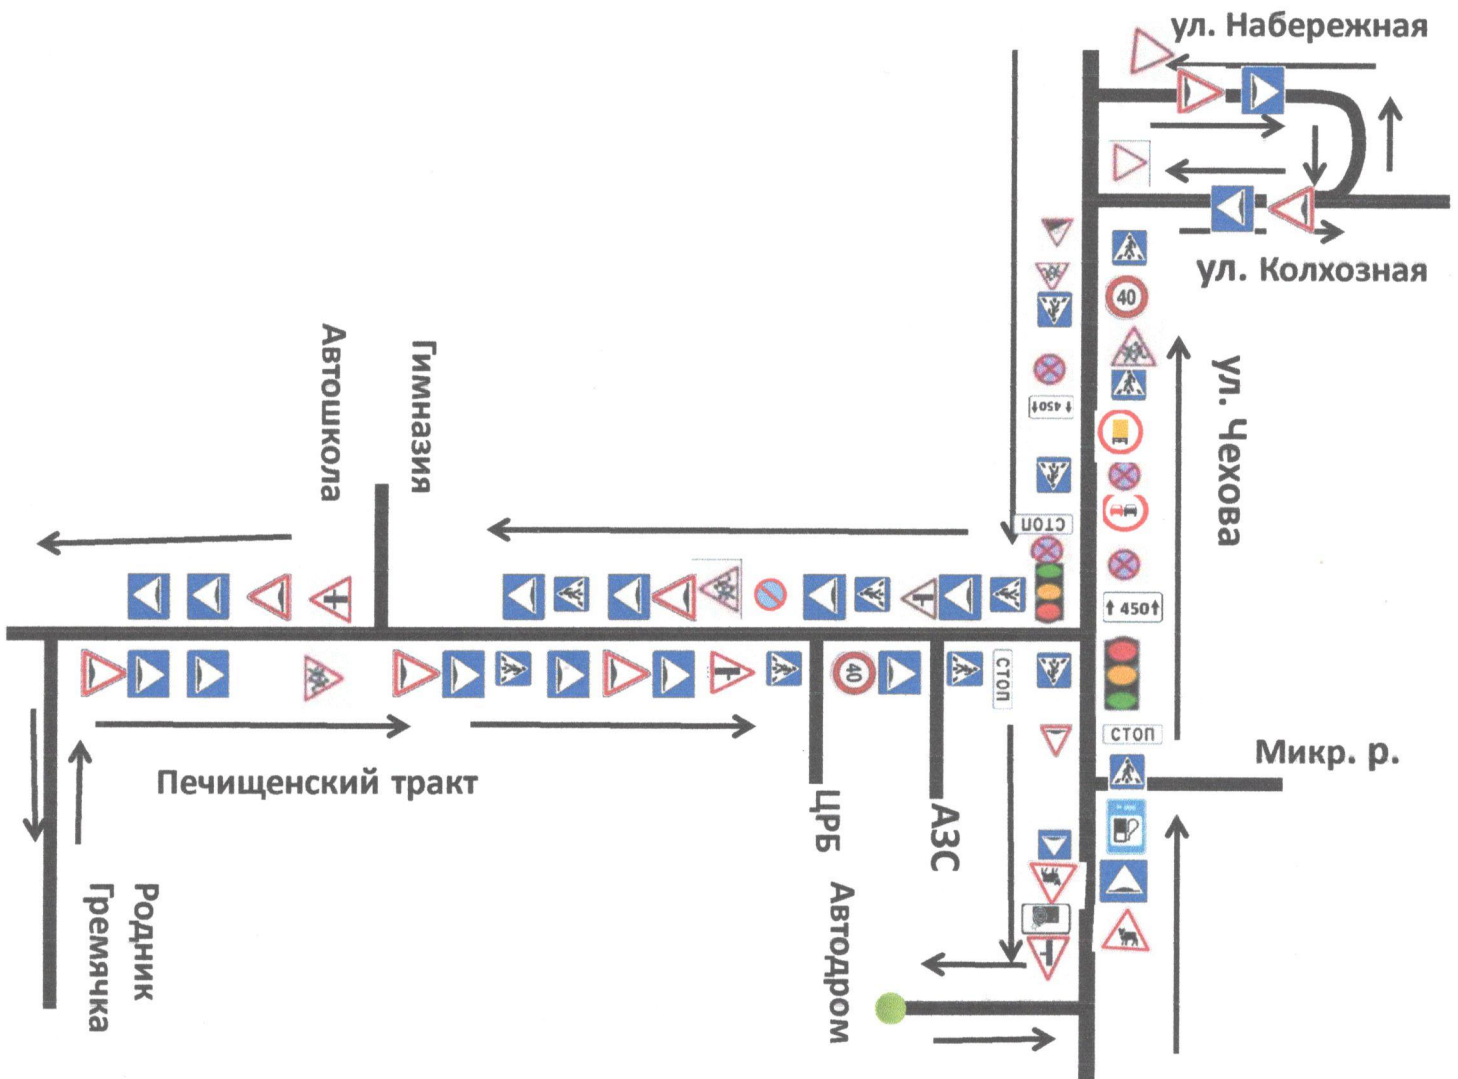 ул. Набережная
ул. Колхозная
40
ул. Чехова
450
450
СТОП
Автошкола
Гимназия
40
СТОП
СТОП
Микр. р.
Печищенский тракт
ЦРБ
АЗС
Автодром
Родник
Гремячка